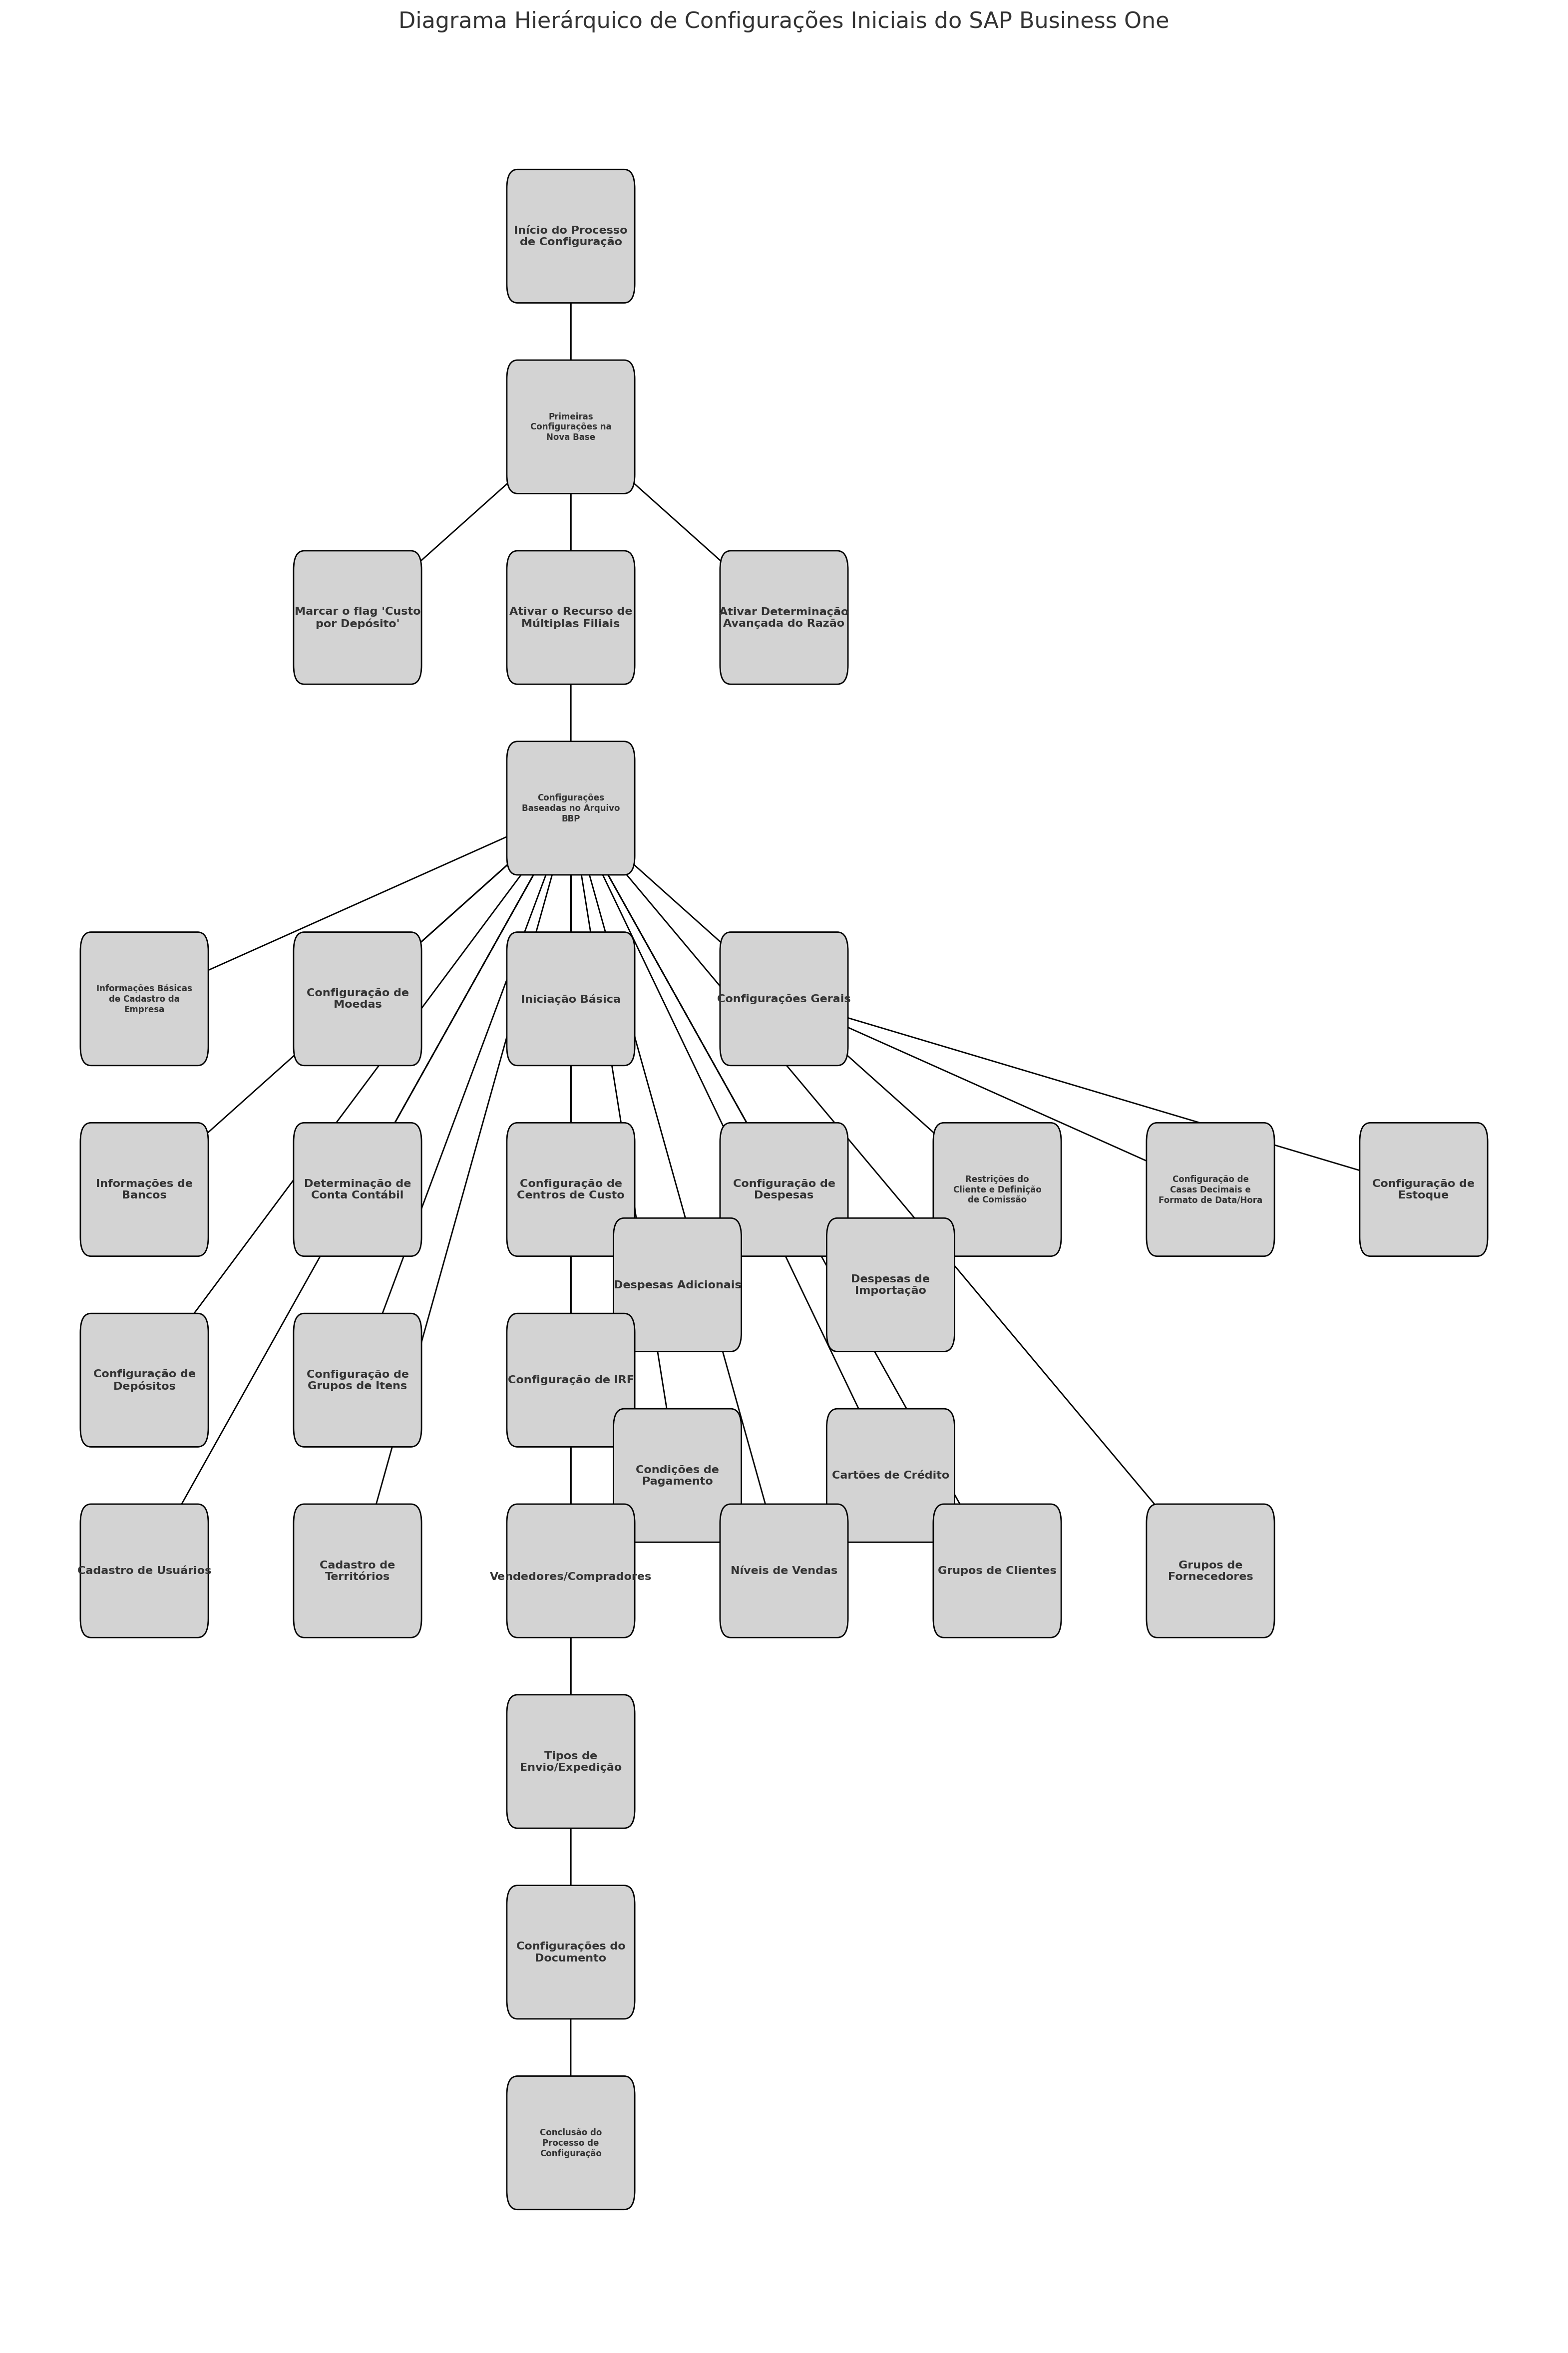 Diagrama Hierárquico de Configurações Iniciais do SAP Business One
Início do Processo
de Configuração
Primeiras
Configurações na
Nova Base
Marcar o flag 'Custo
por Depósito'
Ativar o Recurso de
Múltiplas Filiais
Ativar Determinação
Avançada do Razão
Configurações
Baseadas no Arquivo
BBP
Informações Básicas
de Cadastro da
Empresa
Configuração de
Moedas
Iniciação Básica
Configurações Gerais
Informações de
Bancos
Determinação de
Conta Contábil
Configuração de
Centros de Custo
Configuração de
Despesas
Restrições do
Cliente e Definição
de Comissão
Configuração de
Casas Decimais e
Formato de Data/Hora
Configuração de
Estoque
Despesas Adicionais
Despesas de
Importação
Configuração de
Depósitos
Configuração de
Grupos de Itens
Configuração de IRF
Condições de
Pagamento
Cartões de Crédito
Cadastro de Usuários
Cadastro de
Territórios
Vendedores/Compradores
Níveis de Vendas
Grupos de Clientes
Grupos de
Fornecedores
Tipos de
Envio/Expedição
Configurações do
Documento
Conclusão do
Processo de
Configuração